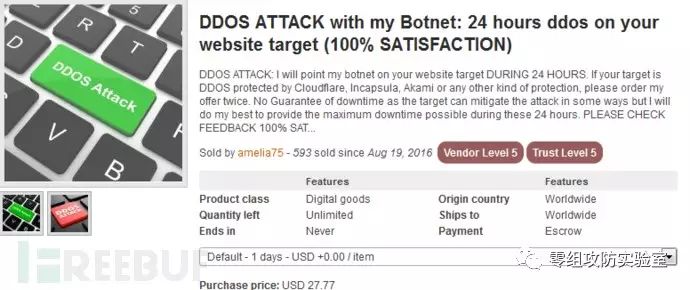 DDOS ATTACK with my Botnet: 24 hours ddos on your
website target (100% SATISFACTION)
DDOS ATTACK: I will point my botnet on your website target DURING 24 HOURS. If your target is
DDOS protected by Cloudflare, Incapsula, Akami or any other kind of protection, please order my
offer twice. No Guarantee of downtime as the target can mitigate the attack in some ways but I will
do my best to provide the maximum downtime possible during these 24 hours. PLEASE CHECK
FEEDBACK 100% SAT...
Sold by amelia75 - 593 sold since Aug 19, 2016 Vendor Level 5 Trust Level 5
Features Features
Product class Digital goods Origin country Worldwide
Quantity left Unlimited Ships to Worldwide
Ends in Never Payment Escrow
Default - 1 days - USD +0.00 / item
Purchase price: USD 27.77
D
R
T
DDOS Attack
V
B
DDOS Attack
FREEBUF
零组攻防实验室